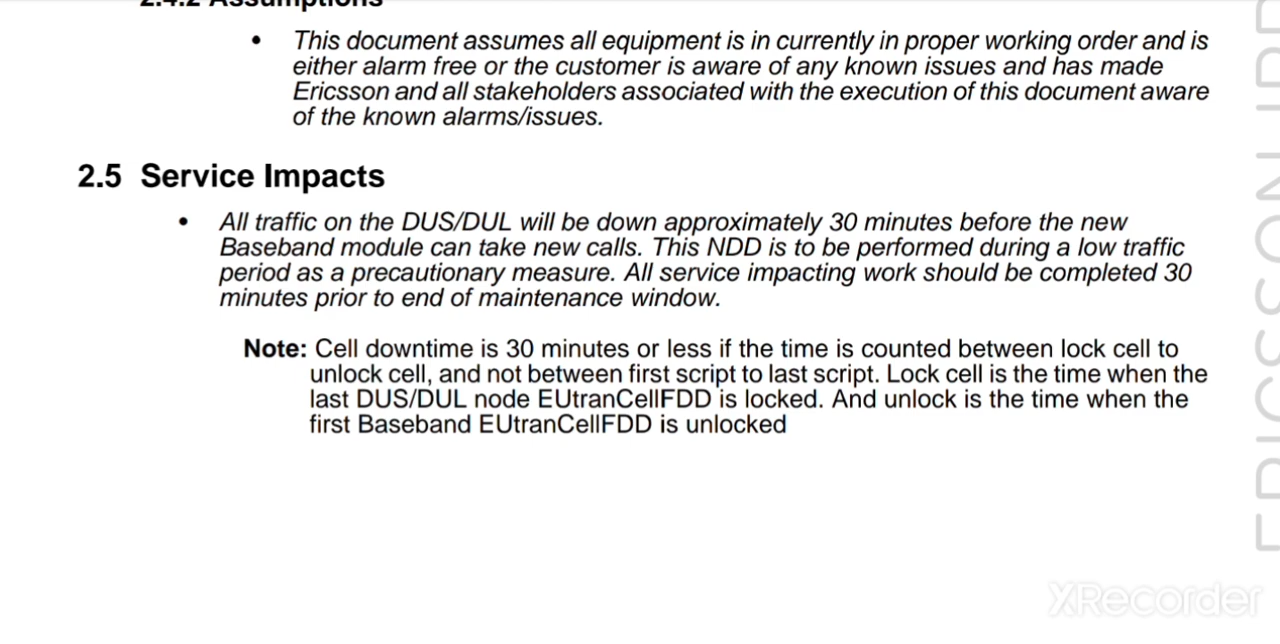 2.4.2 Assumptions
• This document assumes all equipment is in currently in proper working order and is
either alarm free or the customer is aware of any known issues and has made
Ericsson and all stakeholders associated with the execution of this document aware
of the known alarms/issues.
2.5 Service Impacts
• All traffic on the DUS/DUL will be down approximately 30 minutes before the new
Baseband module can take new calls. This NDD is to be performed during a low traffic
period as a precautionary measure. All service impacting work should be completed 30
minutes prior to end of maintenance window.
Note: Cell downtime is 30 minutes or less if the time is counted between lock cell to
unlock cell, and not between first script to last script. Lock cell is the time when the
last DUS/DUL node EUtranCellFDD is locked. And unlock is the time when the
first Baseband EUtranCellFDD is unlocked
ERICSSON
XRecorder